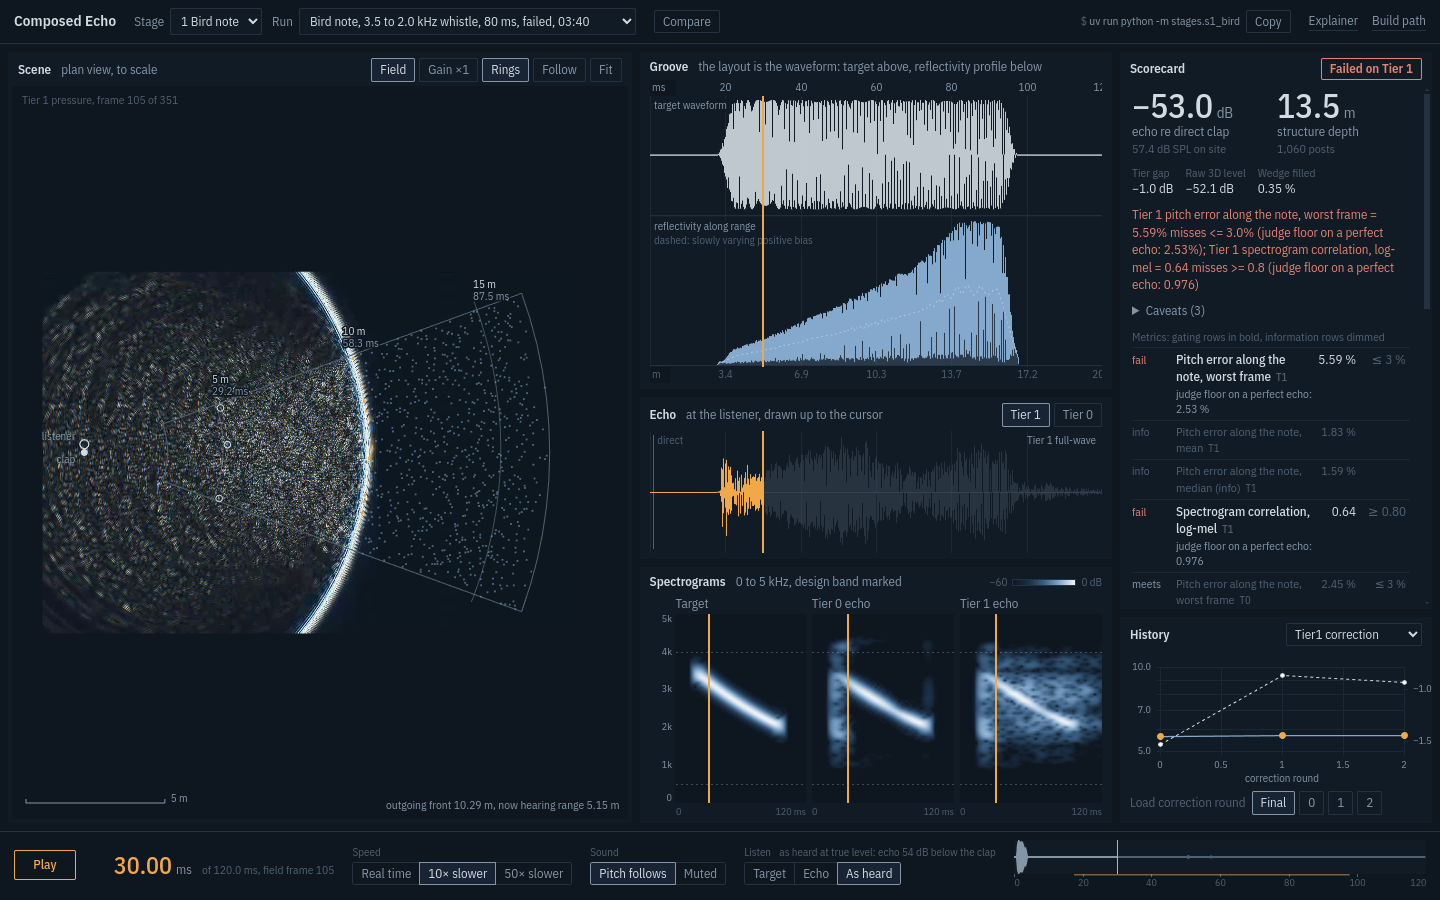 Composed Echo
Stage 1 Bird note Run Bird note, 3.5 to 2.0 kHz whistle, 80 ms, failed, 03:40 Compare
$ uv run python -m stages.s1_bird Copy Explainer Build path
Scene plan view, to scale
Field Gain ×1 Rings Follow Fit
Tier 1 pressure, frame 105 of 351
15 m
87.5 ms
10 m
58.3 ms
5 m
29.2 ms
listener
clap
5 m
outgoing front 10.29 m, now hearing range 5.15 m
Groove the layout is the waveform: target above, reflectivity profile below
ms 20 40 60 80 100 12
target waveform
reflectivity along range
dashed: slowly varying positive bias
m 3.4 6.9 10.3 13.7 17.2 20
Echo at the listener, drawn up to the cursor
Tier 1 Tier 0
direct
Tier 1 full-wave
Spectrograms 0 to 5 kHz, design band marked
−60 0 dB
Target Tier 0 echo Tier 1 echo
5k
4k
3k
2k
1k
0
0 120 ms 0 120 ms 0 120 ms
Scorecard
Failed on Tier 1
−53.0 dB
echo re direct clap
57.4 dB SPL on site
13.5 m
structure depth
1,060 posts
Tier gap Raw 3D level Wedge filled
−1.0 dB −52.1 dB 0.35 %
Tier 1 pitch error along the note, worst frame =
5.59% misses <= 3.0% (judge floor on a perfect
echo: 2.53%); Tier 1 spectrogram correlation, log-
mel = 0.64 misses >= 0.8 (judge floor on a perfect
echo: 0.976)
Caveats (3)
Metrics: gating rows in bold, information rows dimmed
fail Pitch error along the 5.59 % ≤ 3 %
note, worst frame T1
judge floor on a perfect echo:
2.53 %
info Pitch error along the note, 1.83 %
mean T1
info Pitch error along the note, 1.59 %
median (info) T1
fail Spectrogram correlation, 0.64 ≥ 0.80
log-mel T1
judge floor on a perfect echo:
0.976
meets Pitch error along the note, 2.45 % ≤ 3 %
worst frame T0
History
Tier1 correction
10.0
7.0
5.0
−1.0
−1.5
0 0.5 1 1.5 2
correction round
Load correction round Final 0 1 2
Play
30.00 ms of 120.0 ms, field frame 105
Speed
Real time 10× slower 50× slower
Sound
Pitch follows Muted
Listen as heard at true level: echo 54 dB below the clap
Target Echo As heard
0 20 40 60 80 100 120